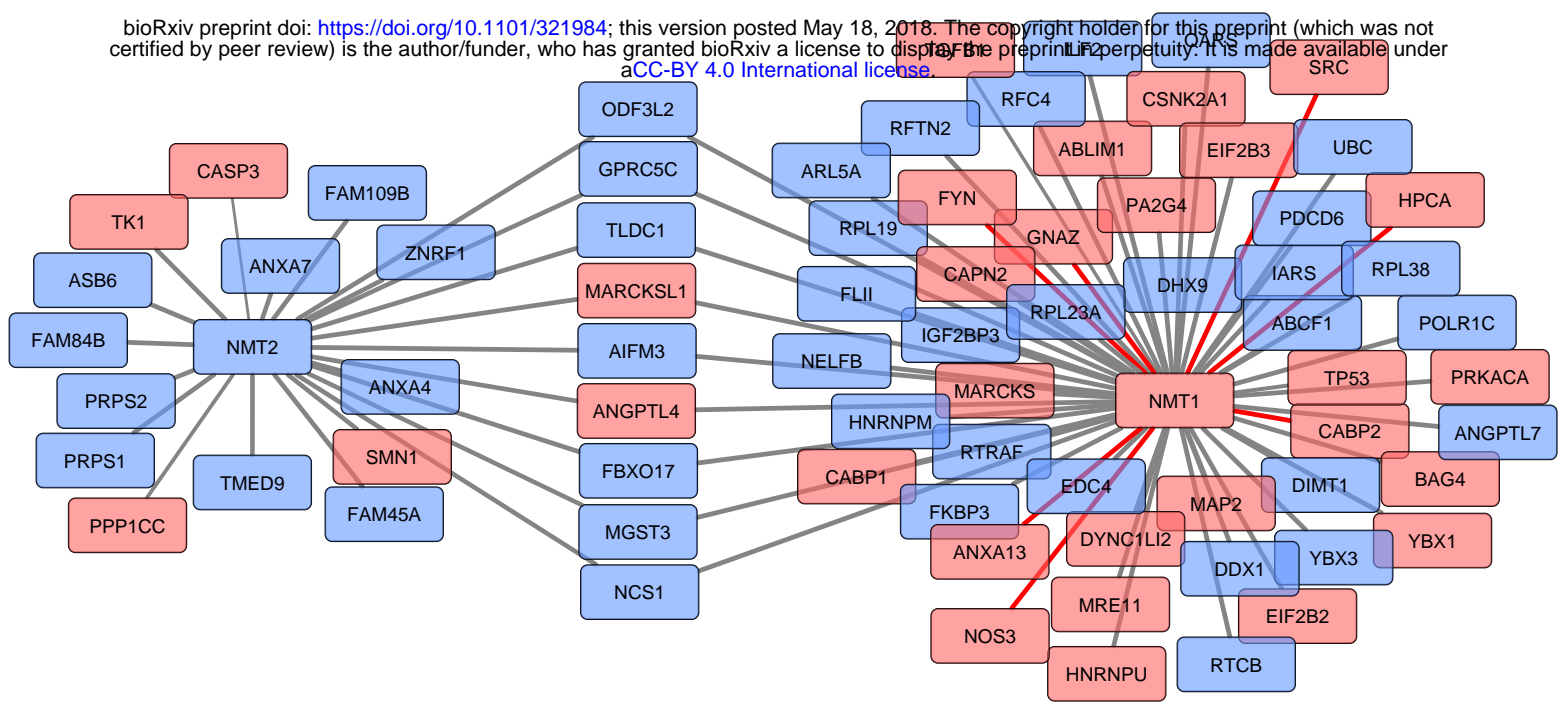 bioRxiv preprint doi: https://doi.org/10.1101/321984; this version posted May 18, 2018. The copyright holder for this preprint (which was not
certified by peer review) is the author/funder, who has granted bioRxiv a license to display the preprint in perpetuity. It is made available under
aCC-BY 4.0 International license.
TGFB1
ILF2
QARS
SRC
ODF3L2
RFC4
CSNK2A1
RFTN2
ABLIM1
EIF2B3
UBC
CASP3
GPRC5C
ARL5A
FAM109B
FYN
PA2G4
HPCA
TK1
TLDC1
RPL19
GNAZ
PDCD6
ANXA7
ZNRF1
CAPN2
DHX9
IARS
RPL38
ASB6
MARCKSL1
FLII
RPL23A
ABCF1
POLR1C
FAM84B
NMT2
AIFM3
IGF2BP3
NELFB
TP53
PRKACA
ANXA4
MARCKS
NMT1
PRPS2
ANGPTL4
HNRNPM
CABP2
ANGPTL7
PRPS1
SMN1
FBXO17
RTRAF
TMED9
CABP1
EDC4
DIMT1
BAG4
PPP1CC
FAM45A
MGST3
FKBP3
MAP2
ANXA13
DYNC1LI2
YBX3
YBX1
NCS1
DDX1
MRE11
EIF2B2
NOS3
HNRNPU
RTCB